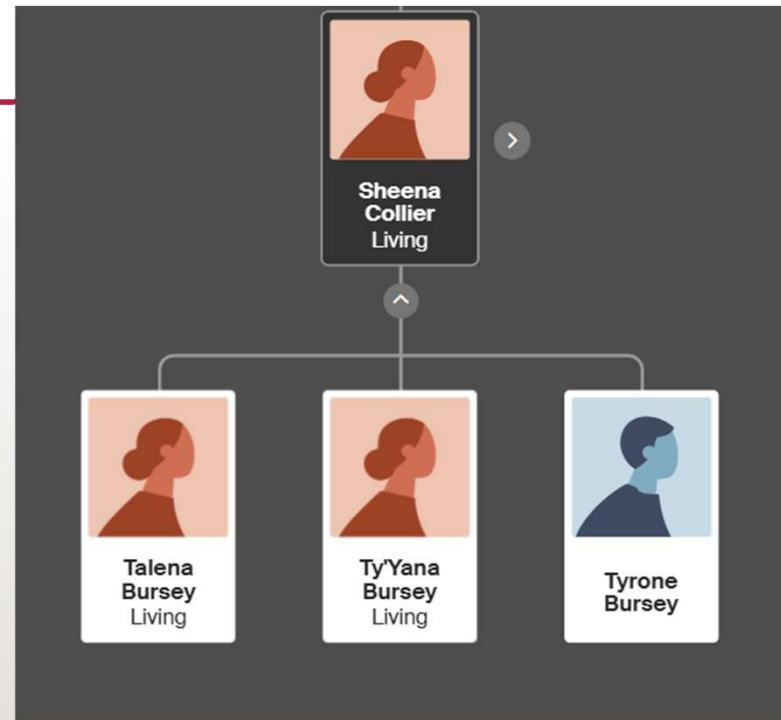 Sheena
Collier
Living
Talena
Bursey
Living
Ty'Yana
Bursey
Living
Tyrone
Bursey